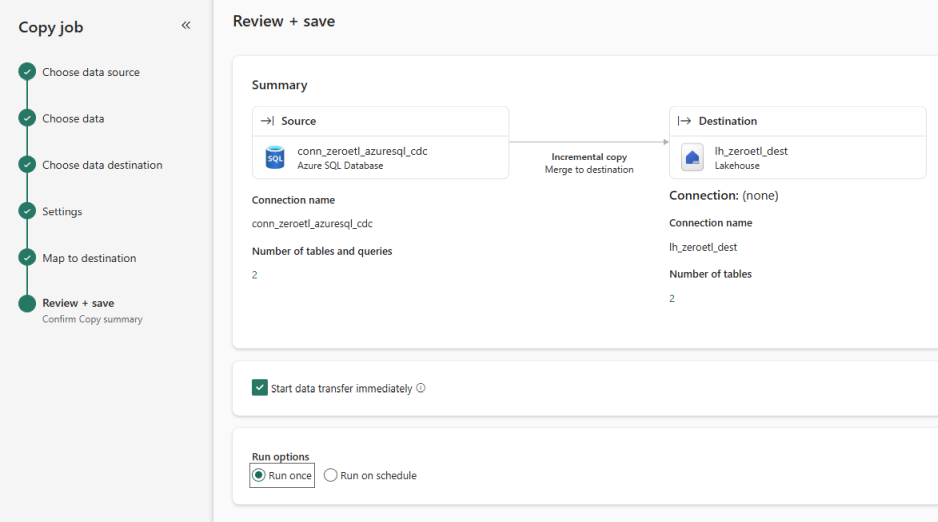 Copy job
Choose data source
Choose data
Choose data destination
Settings
Map to destination
Review + save
Confirm Copy summary
Review + save
Summary
Source
SQL
conn_zeroetl_azuresql_cdc
Azure SQL Database
Incremental copy
Merge to destination
Destination
lh_zeroetl_dest
Lakehouse
Connection name
conn_zeroetl_azuresql_cdc
Number of tables and queries
2
Connection: (none)
Connection name
lh_zeroetl_dest
Number of tables
2
Start data transfer immediately
Run options
Run once
Run on schedule